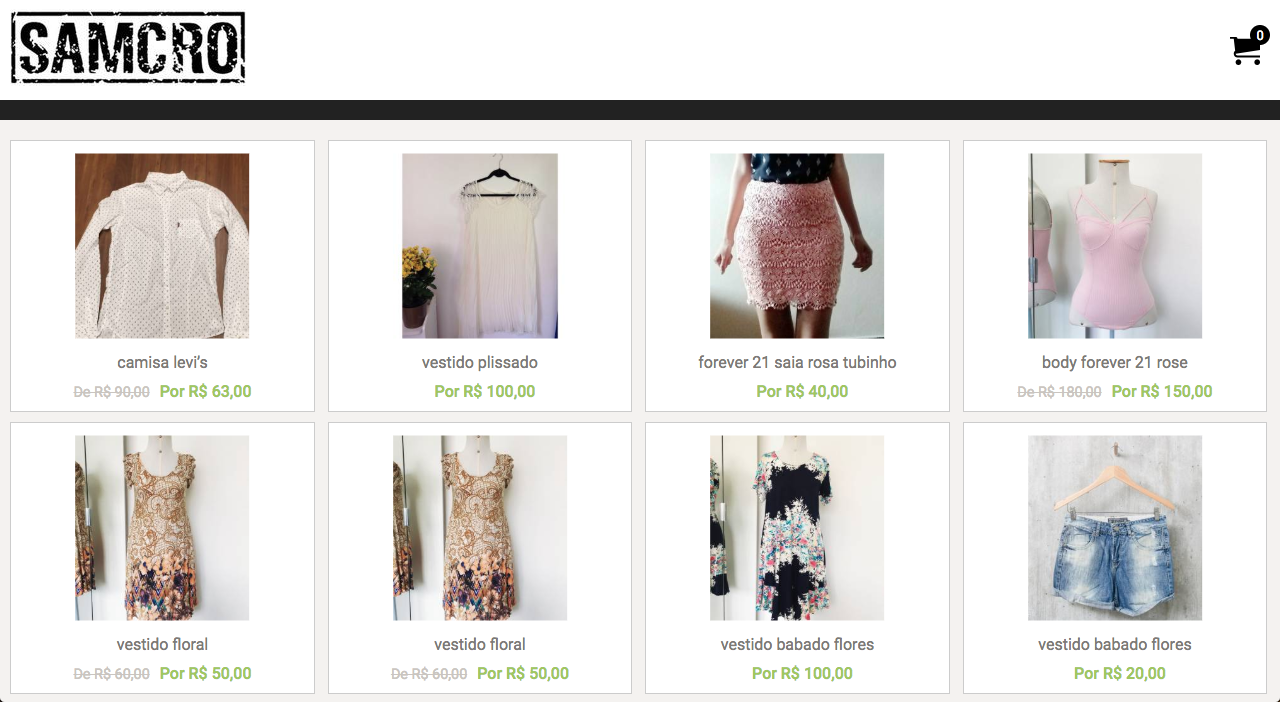 SAMCRO
0
camisa levi’s
De R$ 90,00 Por R$ 63,00
vestido plissado
Por R$ 100,00
forever 21 saia rosa tubinho
Por R$ 40,00
body forever 21 rose
De R$ 180,00 Por R$ 150,00
vestido floral
De R$ 60,00 Por R$ 50,00
vestido floral
De R$ 60,00 Por R$ 50,00
vestido babado flores
Por R$ 100,00
vestido babado flores
Por R$ 20,00